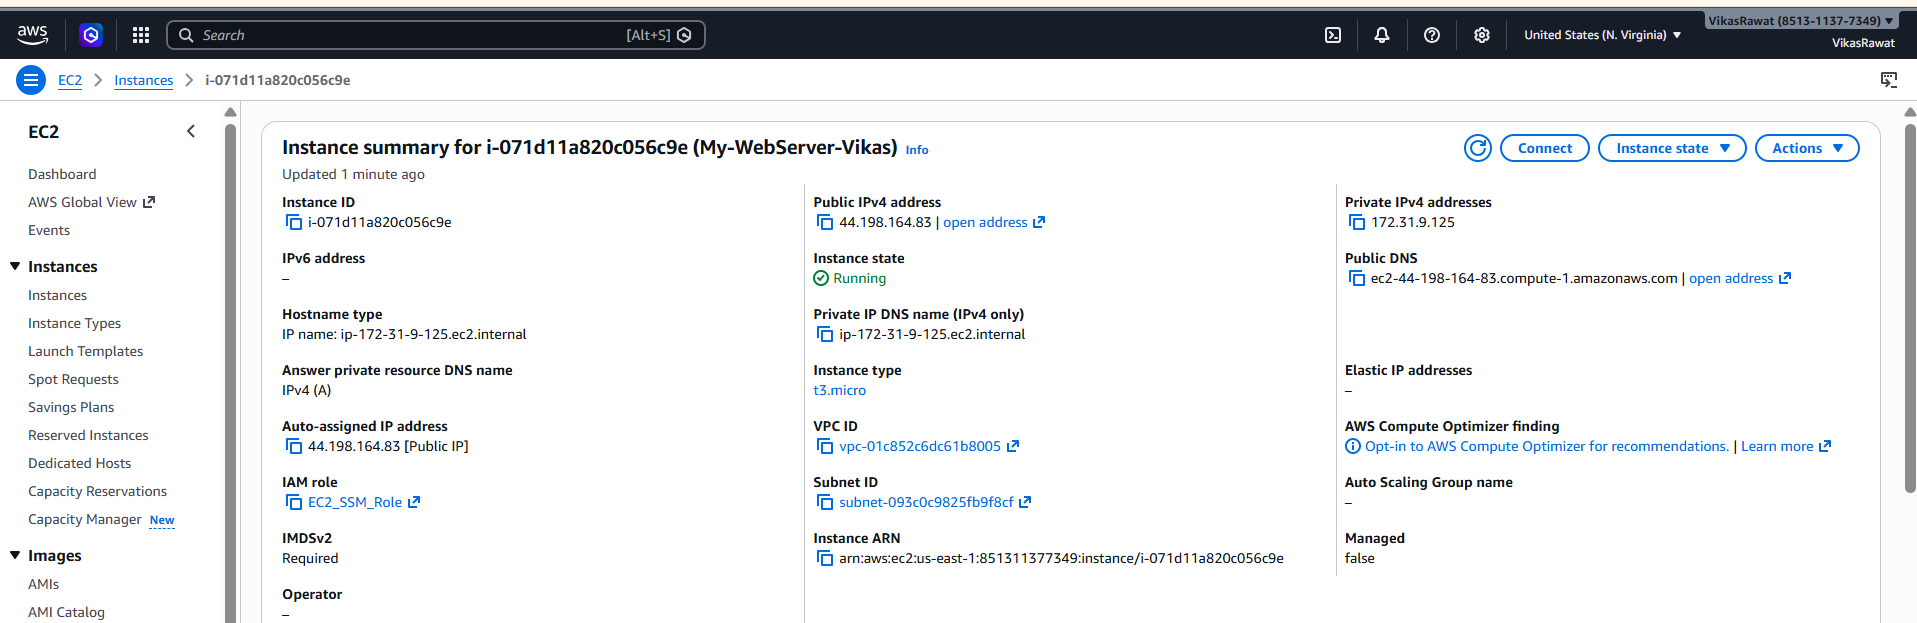 aws
Search
[Alt+S]
United States (N. Virginia)
VikasRawat (8513-1137-7349)
VikasRawat
EC2
Instances
i-071d11a820c056c9e
EC2
Dashboard
AWS Global View
Events
Instances
Instances
Instance Types
Launch Templates
Spot Requests
Savings Plans
Reserved Instances
Dedicated Hosts
Capacity Reservations
Capacity Manager New
Images
AMIs
AMI Catalog
Instance summary for i-071d11a820c056c9e (My-WebServer-Vikas) Info
Updated 1 minute ago
Connect
Instance state
Actions
Instance ID
i-071d11a820c056c9e
Public IPv4 address
44.198.164.83 | open address
Private IPv4 addresses
172.31.9.125
IPv6 address
–
Instance state
Running
Public DNS
ec2-44-198-164-83.compute-1.amazonaws.com | open address
Hostname type
IP name: ip-172-31-9-125.ec2.internal
Private IP DNS name (IPv4 only)
ip-172-31-9-125.ec2.internal
Answer private resource DNS name
IPv4 (A)
Instance type
t3.micro
Elastic IP addresses
–
Auto-assigned IP address
44.198.164.83 [Public IP]
VPC ID
vpc-01c852c6dc61b8005
AWS Compute Optimizer finding
Opt-in to AWS Compute Optimizer for recommendations. | Learn more
IAM role
EC2_SSM_Role
Subnet ID
subnet-093c0c9825fb9f8cf
Auto Scaling Group name
–
IMDSv2
Required
Instance ARN
arn:aws:ec2:us-east-1:851311377349:instance/i-071d11a820c056c9e
Managed
false
Operator
–